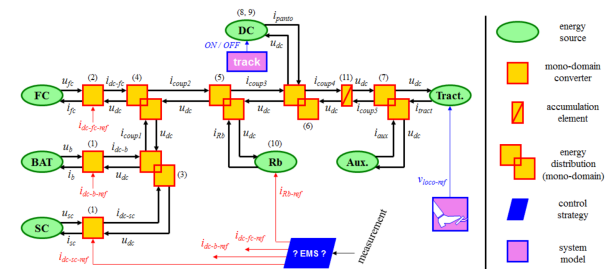 (8, 9)
DC
i_panto
u_dc
ON / OFF
track
FC
u_fc
i_fc
(2)
i_dc-fc
u_dc
i_dc-fc-ref
(4)
i_coup2
u_dc
(5)
i_coup3
u_dc
(6)
i_coup4
u_dc
(11)
u_dc
i_coup5
(7)
u_dc
i_tract
Tract.
i_coup1
u_dc
i_Rb
u_dc
i_aux
u_dc
BAT
u_b
i_b
(1)
i_dc-b
u_dc
i_dc-b-ref
(3)
(10)
Rb
Aux.
i_Rb-ref
v_loco-ref
SC
u_sc
i_sc
(1)
i_dc-sc
u_dc
i_dc-sc-ref
i_dc-b-ref
i_dc-fc-ref
? EMS ?
measurement
energy
source
mono-domain
converter
accumulation
element
energy
distribution
(mono-domain)
control
strategy
system
model